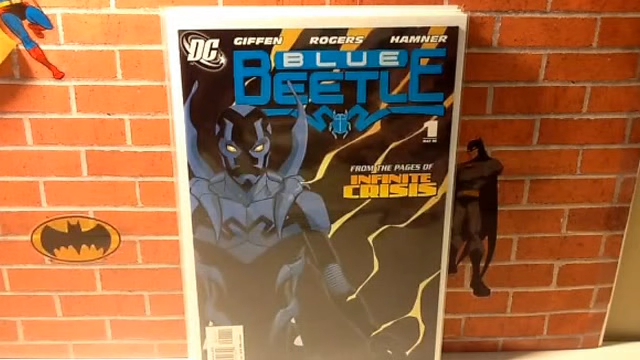 DC
GIFFEN ROGERS HAMNER
BLUE
BEETLE
1
FROM THE PAGES OF
INFINITE
CRISIS